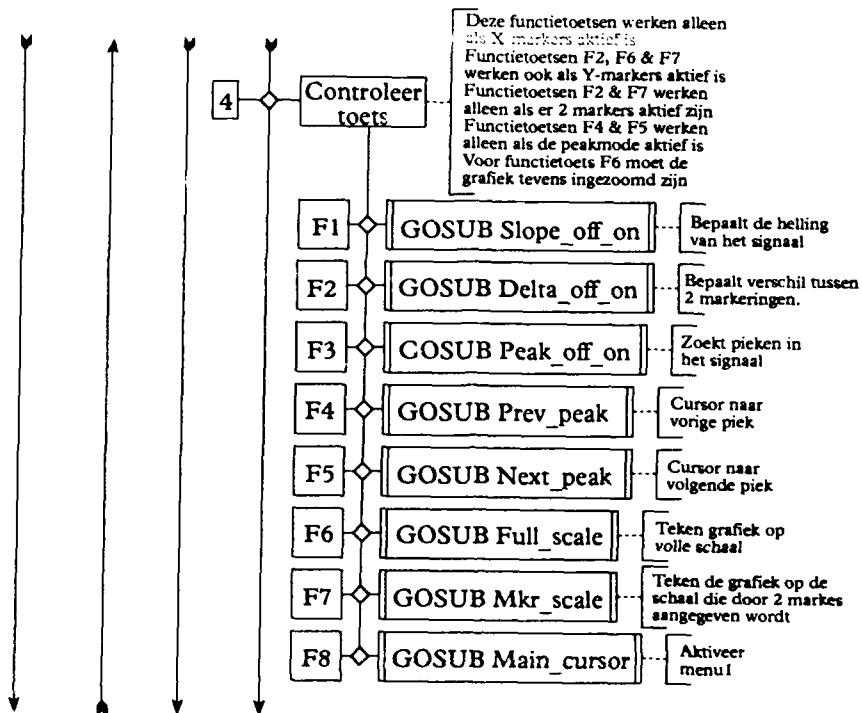 Deze functietoetsen werken alleen
als X markers aktief is
Functietoetsen F2, F6 & F7
werken ook als Y-markers aktief is
Functietoetsen F2 & F7 werken
alleen als er 2 markers aktief zijn
Functietoetsen F4 & F5 werken
alleen als de peakmode aktief is
Voor functietoets F6 moet de
grafiek tevens ingezoomd zijn
4
Controleer
toets
F1
GOSUB Slope_off_on
Bepaalt de helling
van het signaal
F2
GOSUB Delta_off_on
Bepaalt verschil tussen
2 markeringen.
F3
GOSUB Peak_off_on
Zoekt pieken in
het signaal
F4
GOSUB Prev_peak
Cursor naar
vorige piek
F5
GOSUB Next_peak
Cursor naar
volgende piek
F6
GOSUB Full_scale
Teken grafiek op
volle schaal
F7
GOSUB Mkr_scale
Teken de grafiek op de
schaal die door 2 markes
aangegeven wordt
F8
GOSUB Main_cursor
Aktiveer
menu1